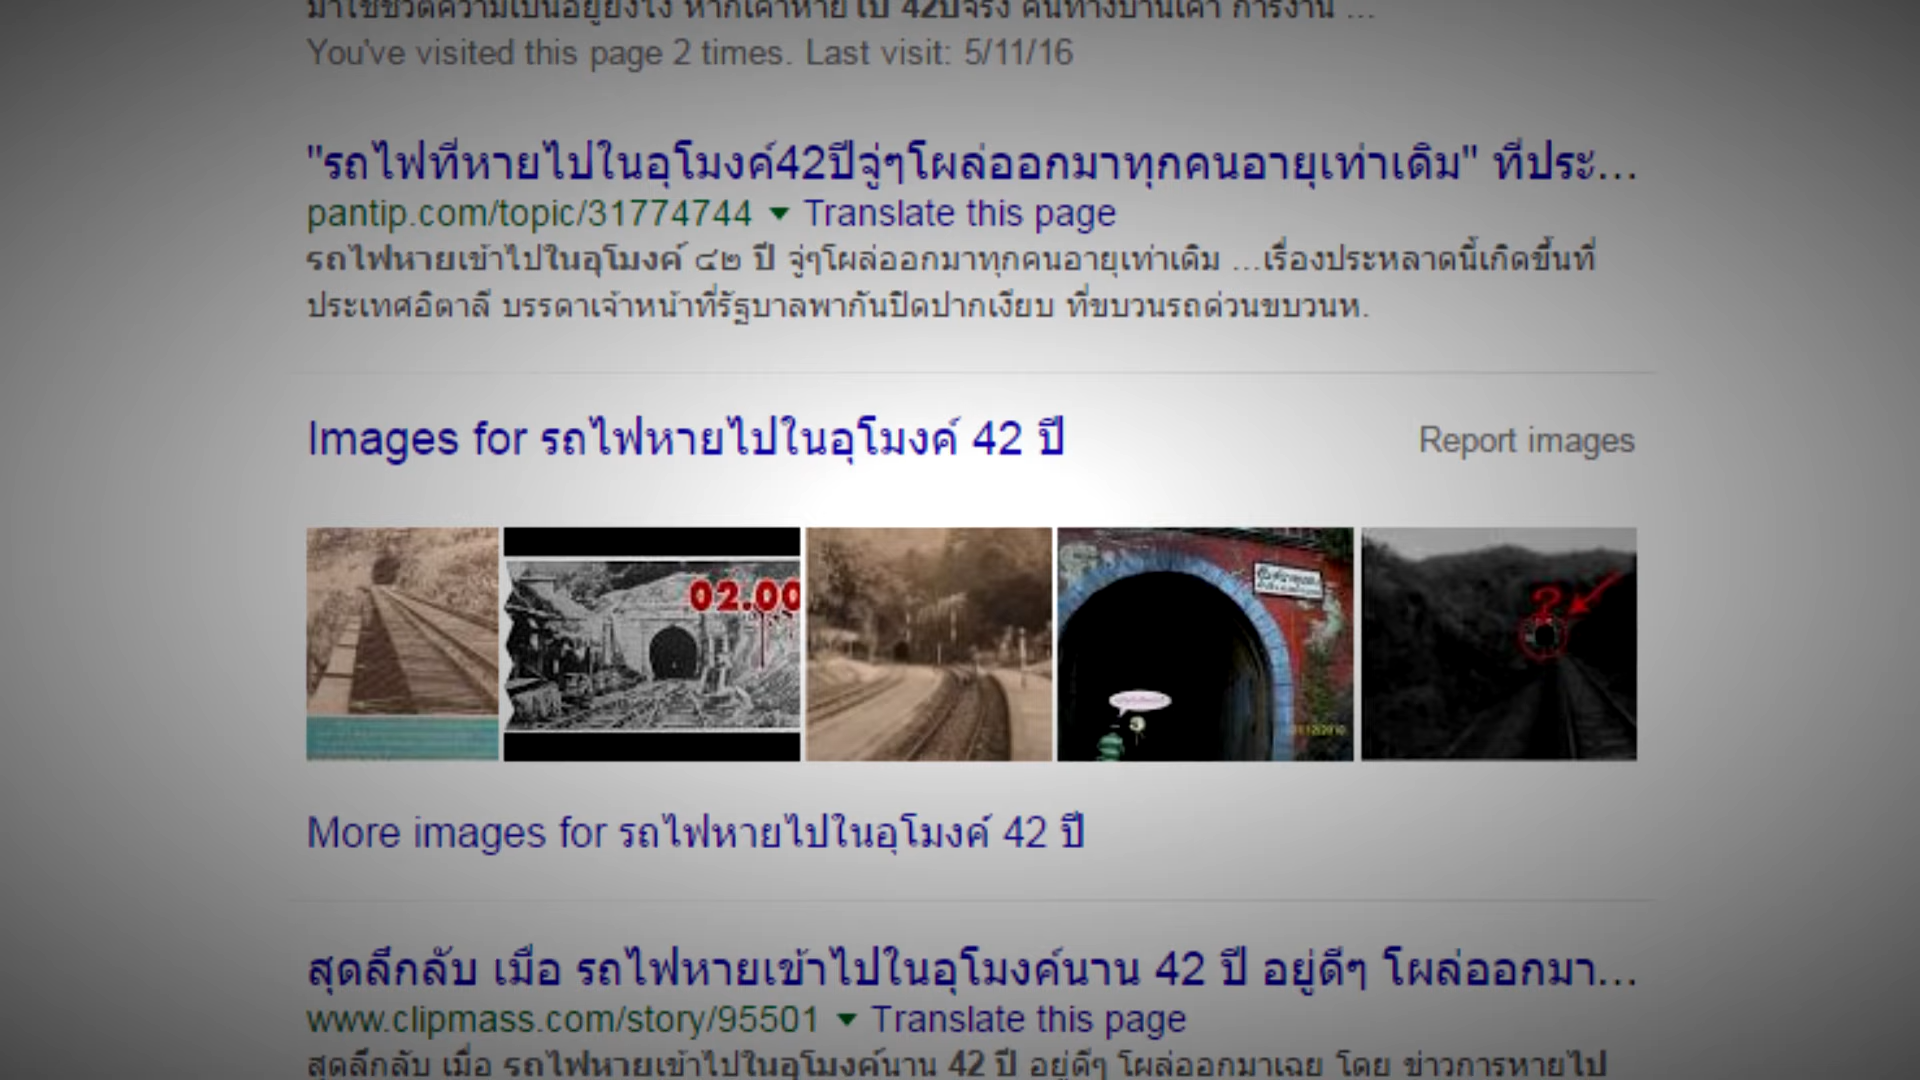 มาใช้ชีวิตความเป็นอยู่ยังไง หากเค้าหายไป 42ปีจริง คนทางบ้านเค้า การงาน ...
You've visited this page 2 times. Last visit: 5/11/16
"รถไฟที่หายไปในอุโมงค์42ปีจู่ๆโผล่ออกมาทุกคนอายุเท่าเดิม" ที่ประ...
pantip.com/topic/31774744 ▼ Translate this page
รถไฟหายเข้าไปในอุโมงค์ ๔๒ ปี จู่ๆโผล่ออกมาทุกคนอายุเท่าเดิม ...เรื่องประหลาดนี้เกิดขึ้นที่
ประเทศอิตาลี บรรดาเจ้าหน้าที่รัฐบาลพากันปิดปากเงียบ ที่ขบวนรถด่วนขบวนห.
Images for รถไฟหายไปในอุโมงค์ 42 ปี
Report images
02.00
?
More images for รถไฟหายไปในอุโมงค์ 42 ปี
สุดลึกลับ เมื่อ รถไฟหายเข้าไปในอุโมงค์นาน 42 ปี อยู่ดีๆ โผล่ออกมา...
www.clipmass.com/story/95501 ▼ Translate this page
สุดลึกลับ เมื่อ รถไฟหายเข้าไปในอุโมงค์นาน 42 ปี อยู่ดีๆ โผล่ออกมาเฉย โดย ข่าวการหายไป